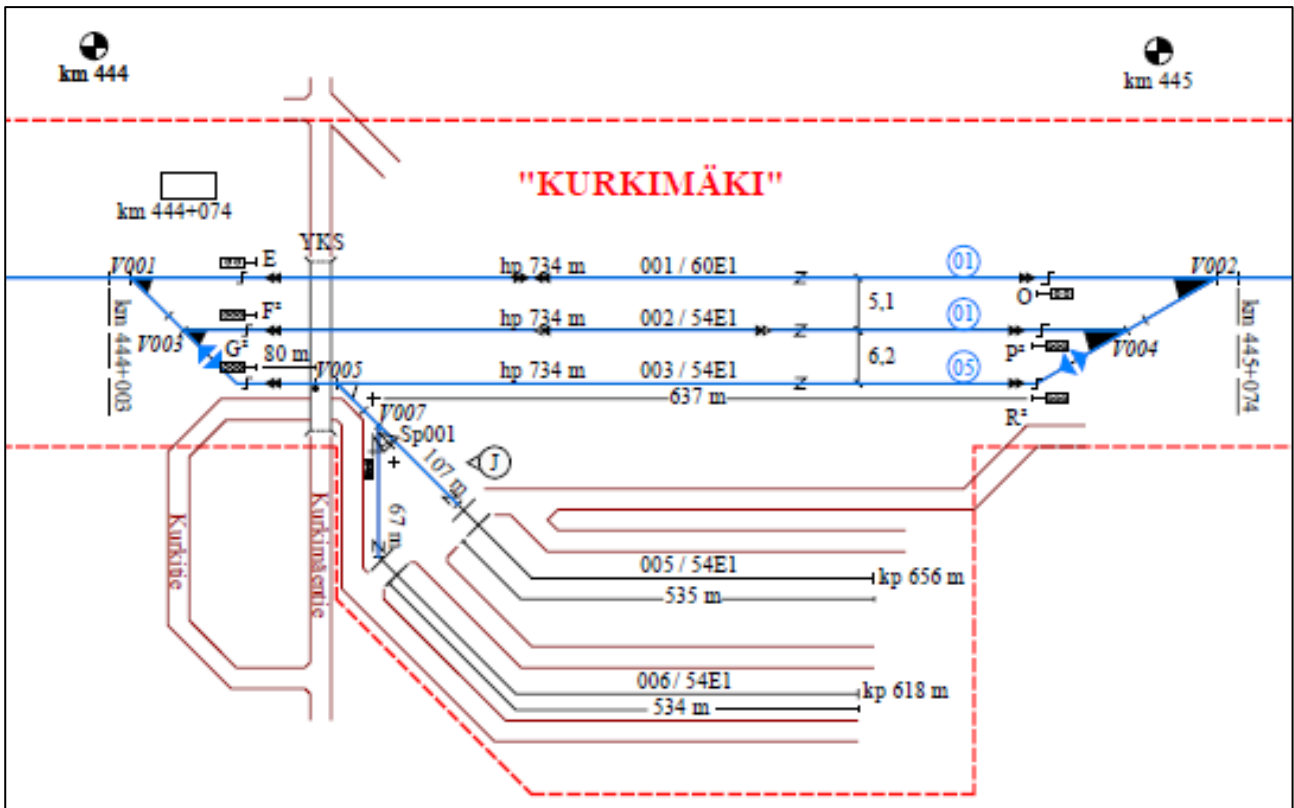 km 444
km 445
"KURKIMÄKI"
km 444+074
YKS
V001
E
hp 734 m
001 / 60E1
01
V002
O
5,1
km 444+003
F²
hp 734 m
002 / 54E1
01
km 445+074
V003
G²
80 m
V005
P²
V004
6,2
hp 734 m
003 / 54E1
05
637 m
R²
V007
Sp001
J
107 m
67 m
Kurkitie
Kurkimäentie
005 / 54E1
kp 656 m
535 m
006 / 54E1
kp 618 m
534 m